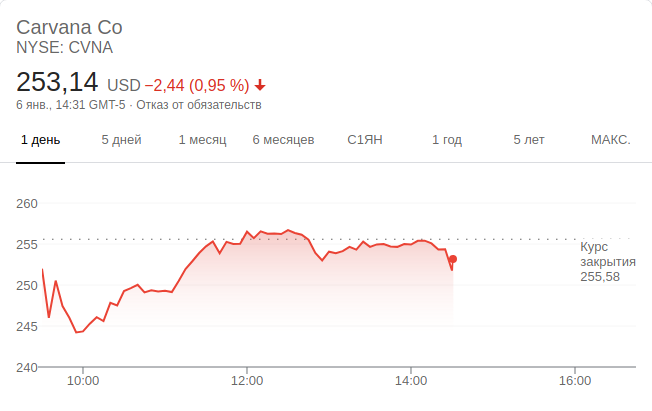 Carvana Co
NYSE: CVNA
253,14 USD −2,44 (0,95 %)
6 янв., 14:31 GMT-5 · Отказ от обязательств
1 день 5 дней 1 месяц 6 месяцев С1ЯН 1 год 5 лет МАКС.
260
255
250
245
240
Курс
закрытия
255,58
10:00 12:00 14:00 16:00